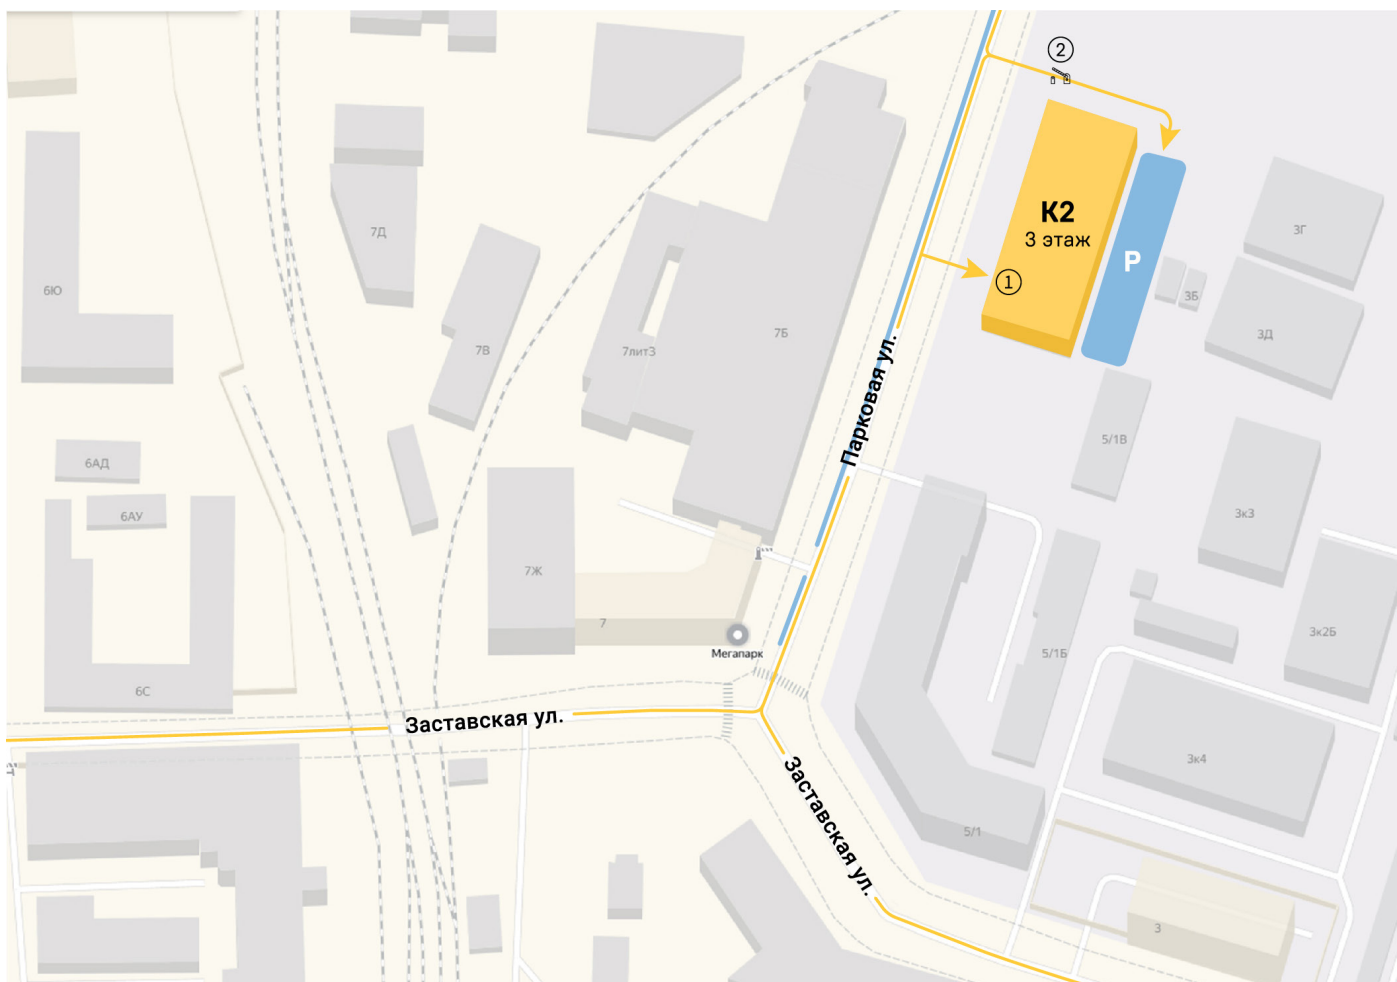 2
К2
3 этаж
3Г
7Д
P
6Ю
1
3Б
7Б
3Д
7В
7литЗ
Парковая ул.
5/1В
6АД
6АУ
3к3
7Ж
7
3к2Б
Мегапарк
5/1Б
6С
Заставская ул.
3к4
Заставская ул.
5/1
3